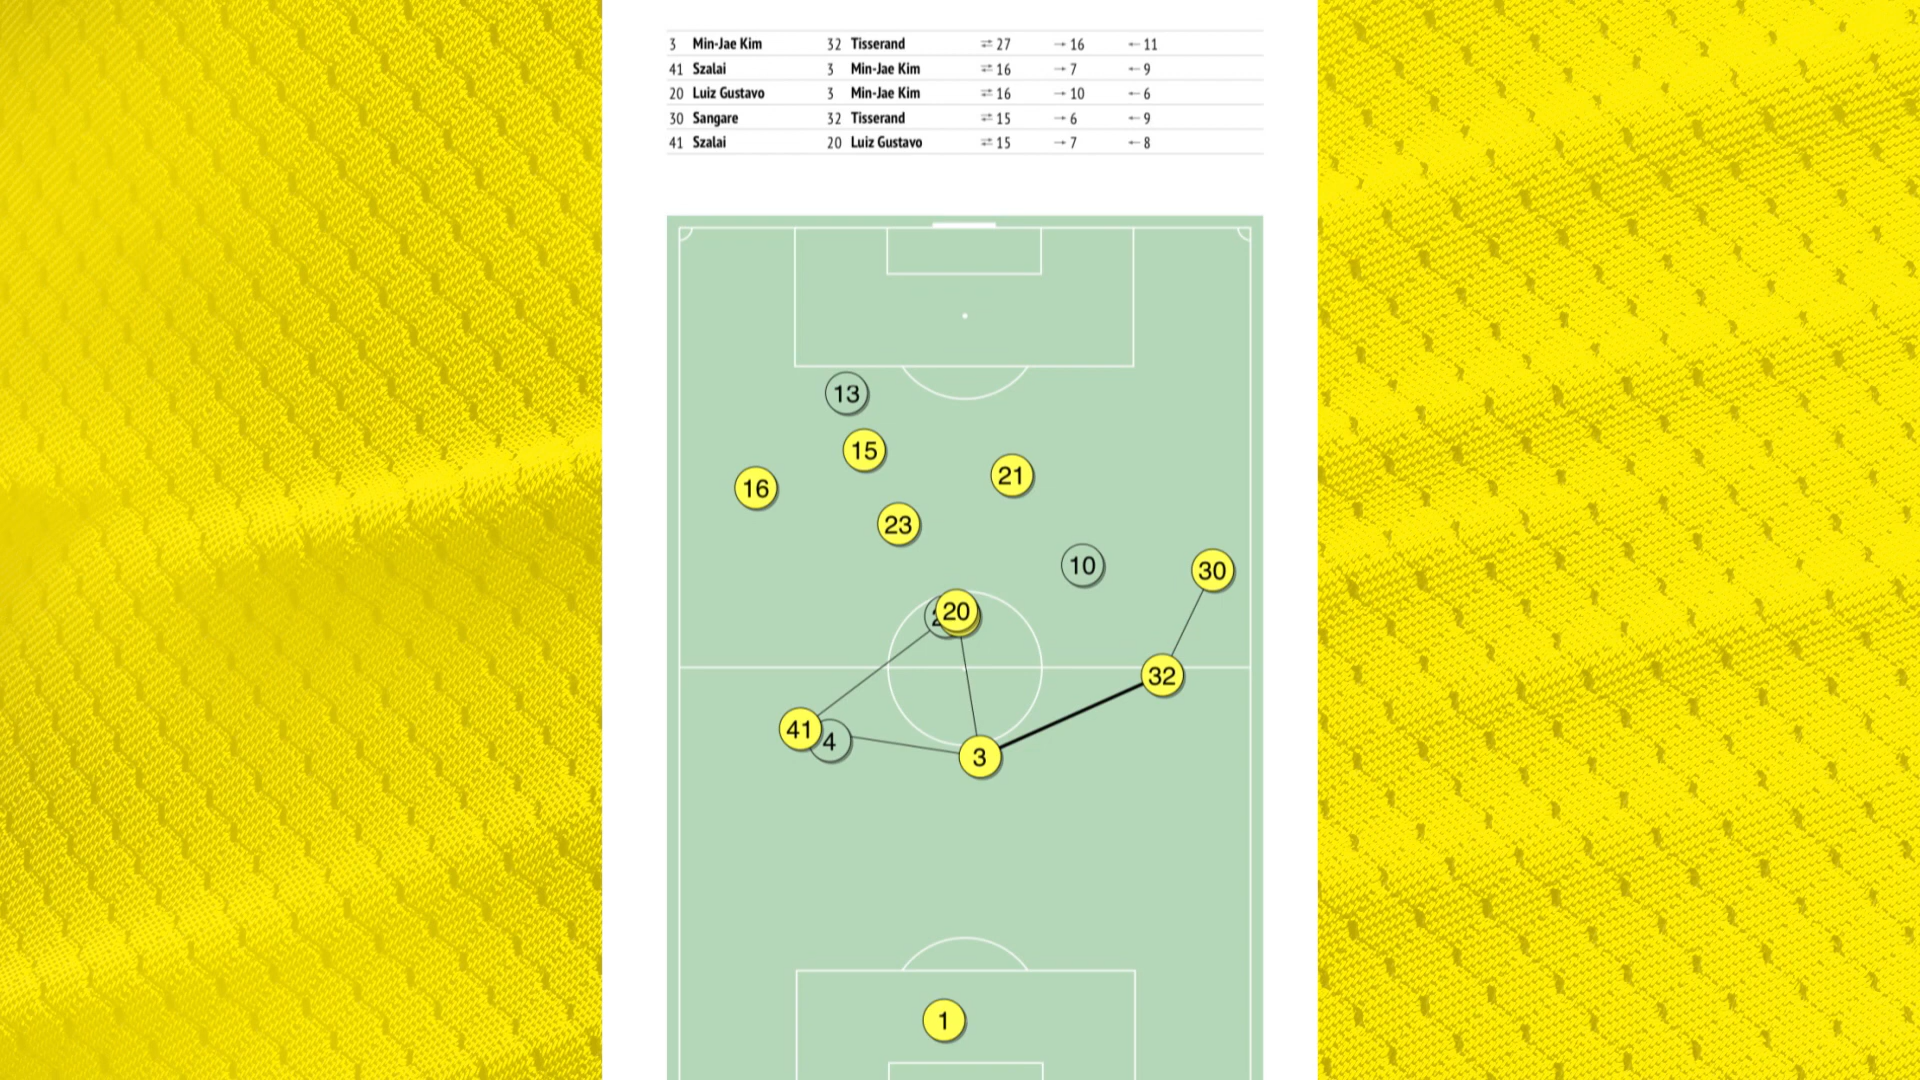 3 Min-Jae Kim 32 Tisserand ⇄ 27 → 16 ← 11
41 Szalai 3 Min-Jae Kim ⇄ 16 → 7 ← 9
20 Luiz Gustavo 3 Min-Jae Kim ⇄ 16 → 10 ← 6
30 Sangare 32 Tisserand ⇄ 15 → 6 ← 9
41 Szalai 20 Luiz Gustavo ⇄ 15 → 7 ← 8
13
15
21
16
23
10
30
20
32
41
4
3
1